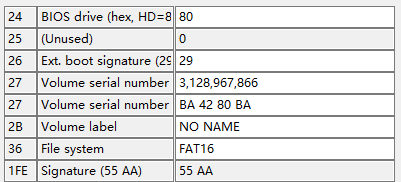 24 BIOS drive (hex, HD=8 80
25 (Unused) 0
26 Ext. boot signature (29 29
27 Volume serial number 3,128,967,866
27 Volume serial number BA 42 80 BA
2B Volume label NO NAME
36 File system FAT16
1FE Signature (55 AA) 55 AA